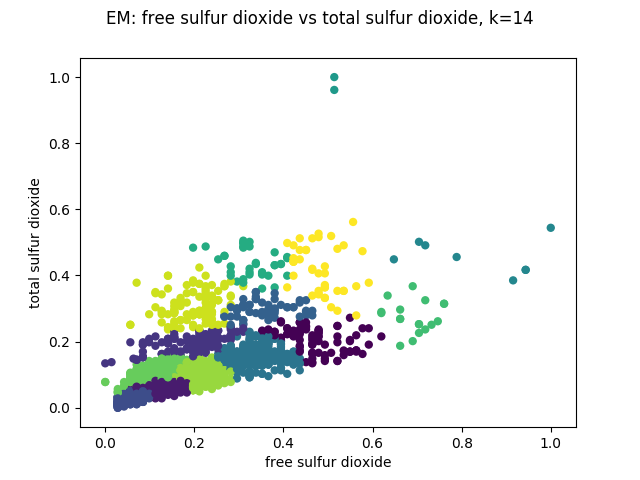 EM: free sulfur dioxide vs total sulfur dioxide, k=14
1.0
0.8
0.6
0.4
0.2
0.0
total sulfur dioxide
0.0 0.2 0.4 0.6 0.8 1.0
free sulfur dioxide